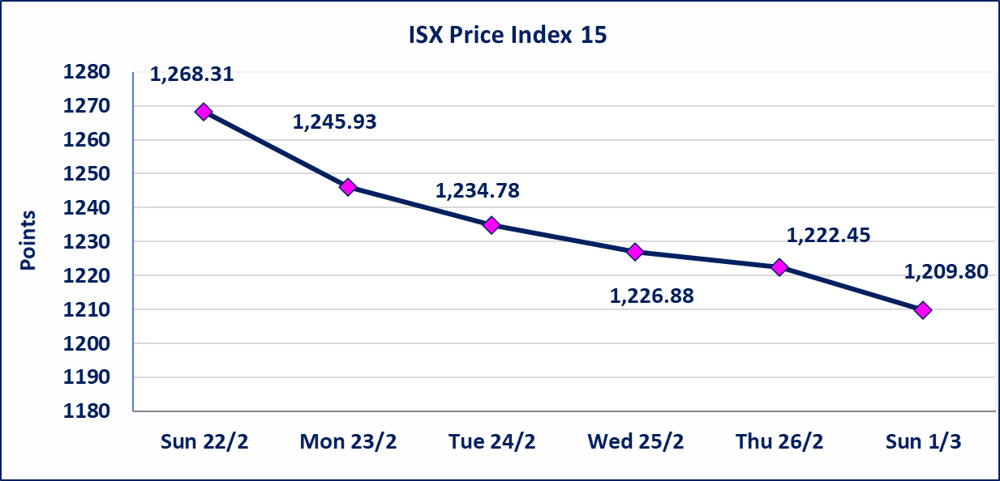 ISX Price Index 15
Points
1280
1270
1260
1250
1240
1230
1220
1210
1200
1190
1180
1,268.31
1,245.93
1,234.78
1,226.88
1,222.45
1,209.80
Sun 22/2
Mon 23/2
Tue 24/2
Wed 25/2
Thu 26/2
Sun 1/3